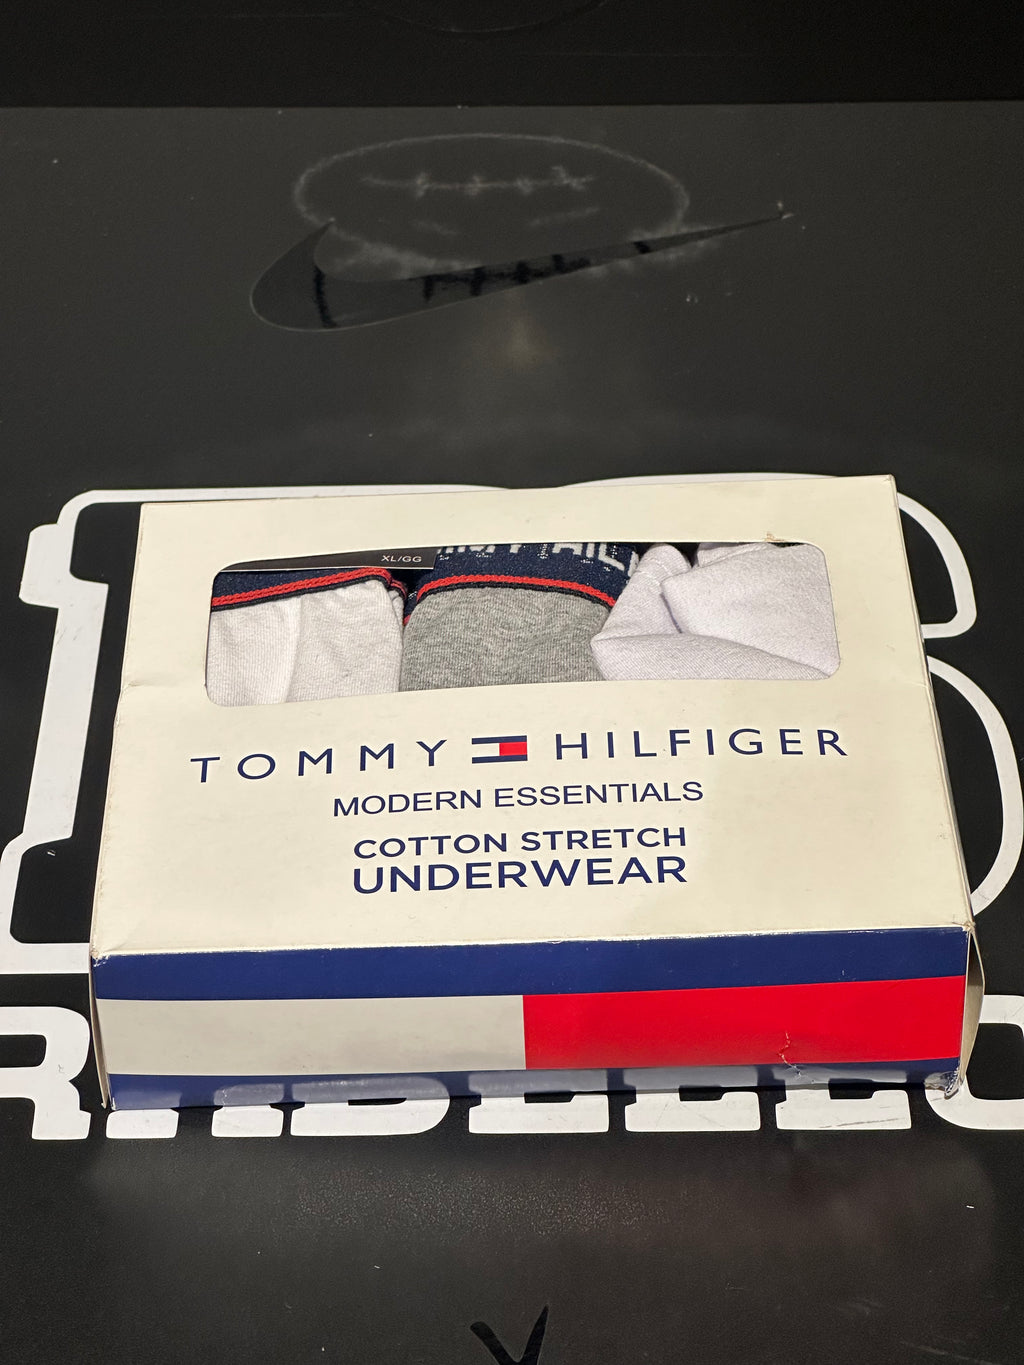 XL/GG
TOMMY HILFIGER
MODERN ESSENTIALS
COTTON STRETCH
UNDERWEAR